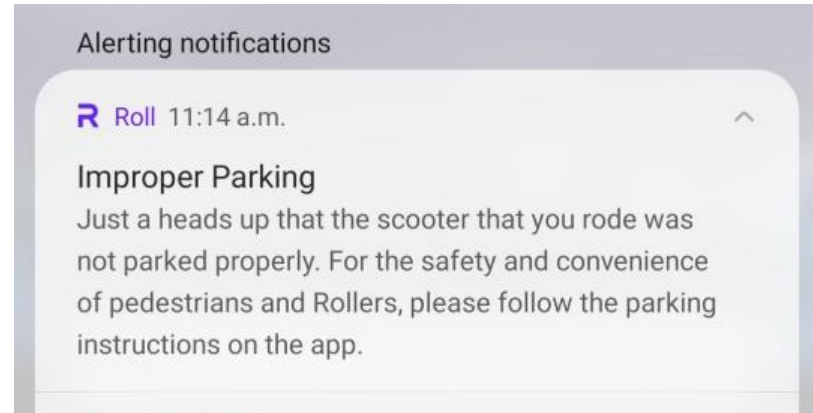 Alerting notifications
R Roll 11:14 a.m.
Improper Parking
Just a heads up that the scooter that you rode was
not parked properly. For the safety and convenience
of pedestrians and Rollers, please follow the parking
instructions on the app.